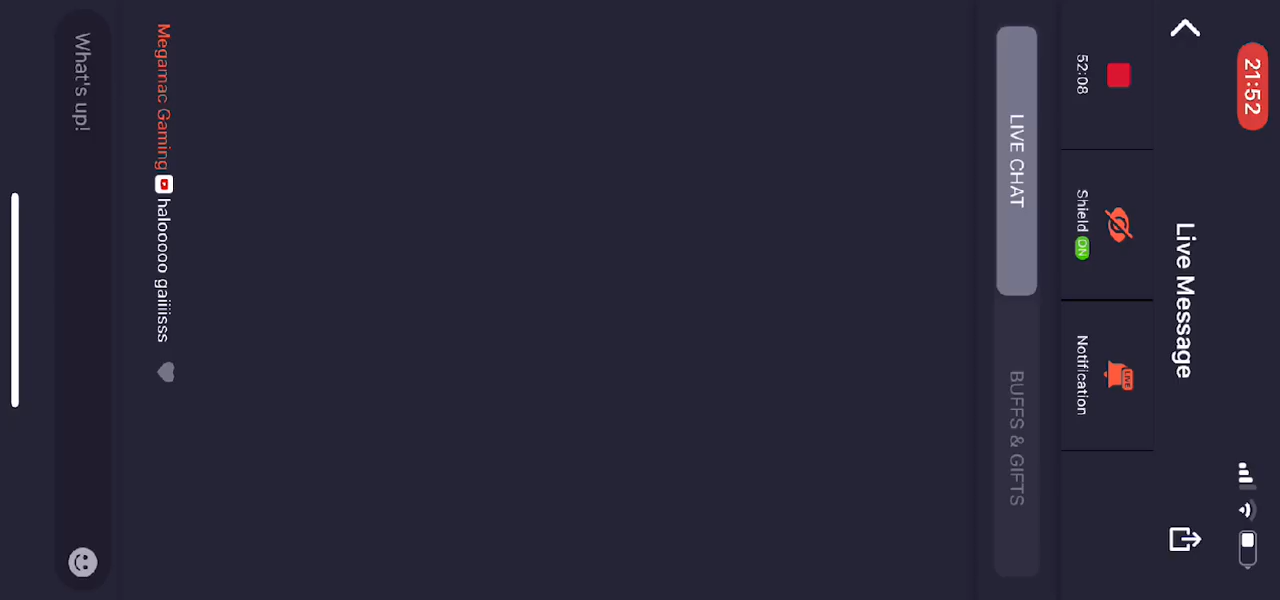 21:52
Live Message
52:08
Shield ON
Notification
LIVE
LIVE CHAT
BUFFS & GIFTS
Megamac Gaming halooooo gaiiiisss
What's up!